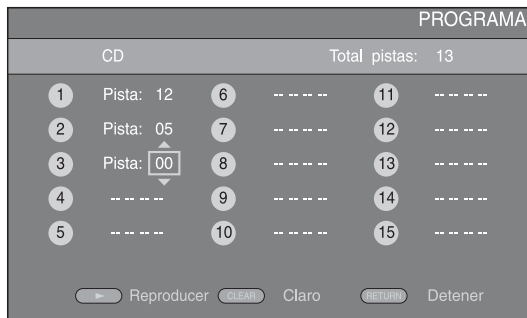 PROGRAMA
CD Total pistas: 13
1 Pista: 12 6 -- -- -- -- 11 -- -- -- --
2 Pista: 05 7 -- -- -- -- 12 -- -- -- --
3 Pista: 00 8 -- -- -- -- 13 -- -- -- --
4 -- -- -- -- 9 -- -- -- -- 14 -- -- -- --
5 -- -- -- -- 10 -- -- -- -- 15 -- -- -- --
Reproducer CLEAR Claro RETURN Detener